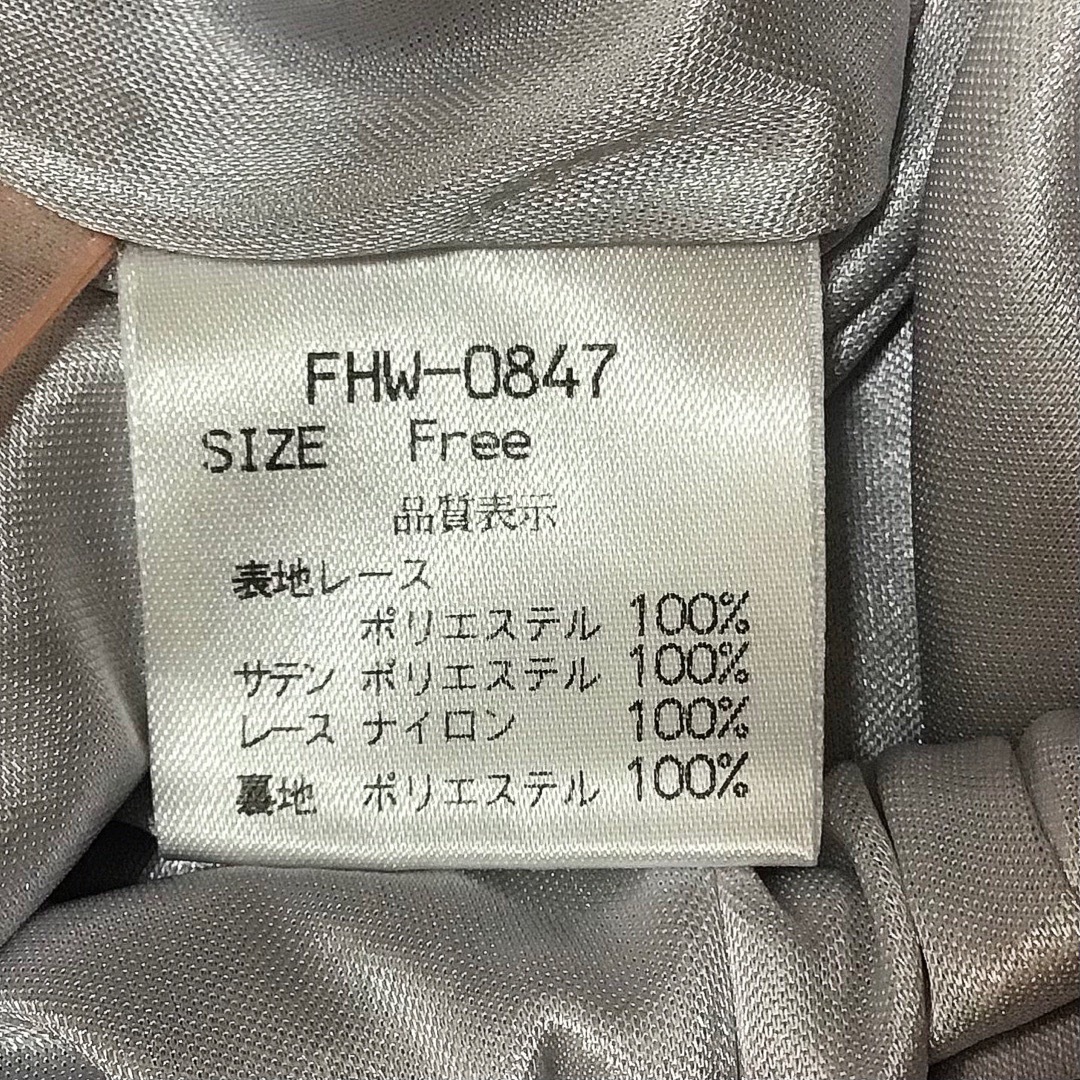 FHW-0847
SIZE Free
品質表示
表地レース
ポリエステル 100%
サテン ポリエステル 100%
レース ナイロン 100%
裏地 ポリエステル 100%